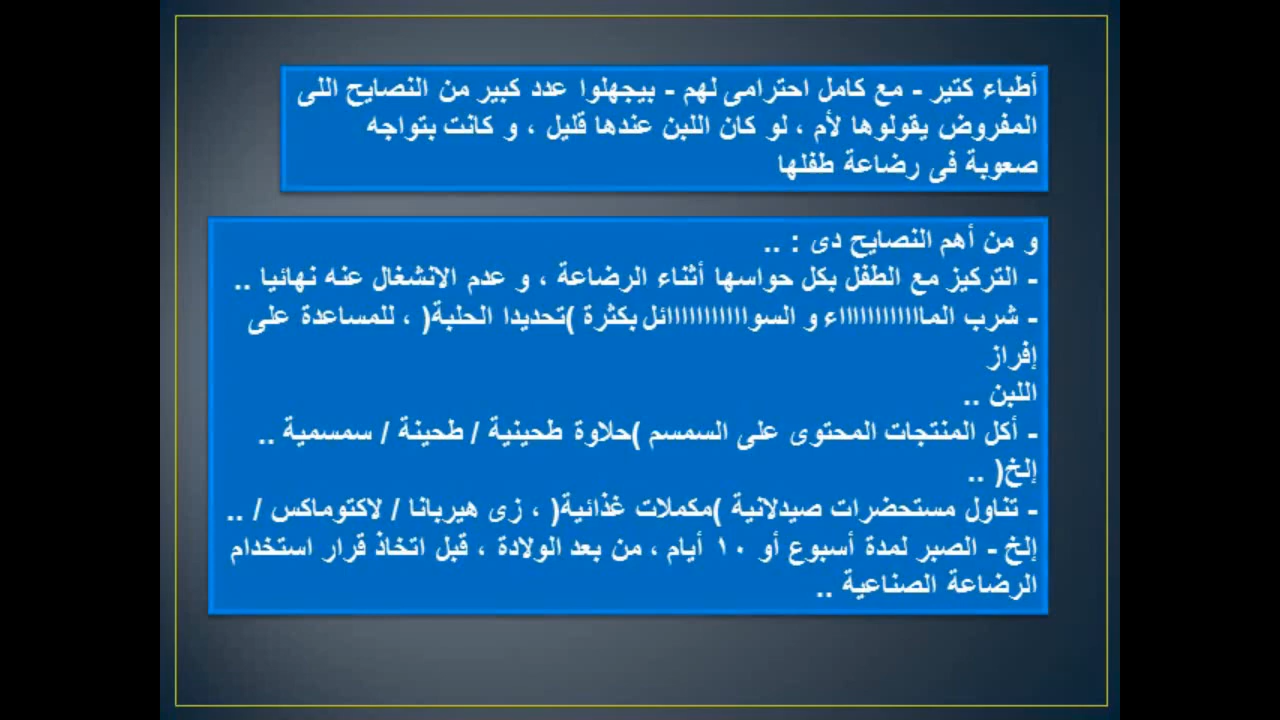 أطباء كتير - مع كامل احترامى لهم - بيجهلوا عدد كبير من النصايح اللى
المفروض يقولوها لأم ، لو كان اللبن عندها قليل ، و كانت بتواجه
صعوبة فى رضاعة طفلها
و من أهم النصايح دى : ..
- التركيز مع الطفل بكل حواسها أثناء الرضاعة ، و عدم الانشغال عنه نهائيا ..
- شرب الماااااااااااااء و السوااااااااااااائل بكثرة )تحديدا الحلبة( ، للمساعدة على
إفراز
اللبن ..
- أكل المنتجات المحتوى على السمسم )حلاوة طحينية / طحينة / سمسمية ..
إلخ( ..
- تناول مستحضرات صيدلانية )مكملات غذائية( ، زى هيربانا / لاكتوماكس / ..
إلخ - الصبر لمدة أسبوع أو ١٠ أيام ، من بعد الولادة ، قبل اتخاذ قرار استخدام
الرضاعة الصناعية ..